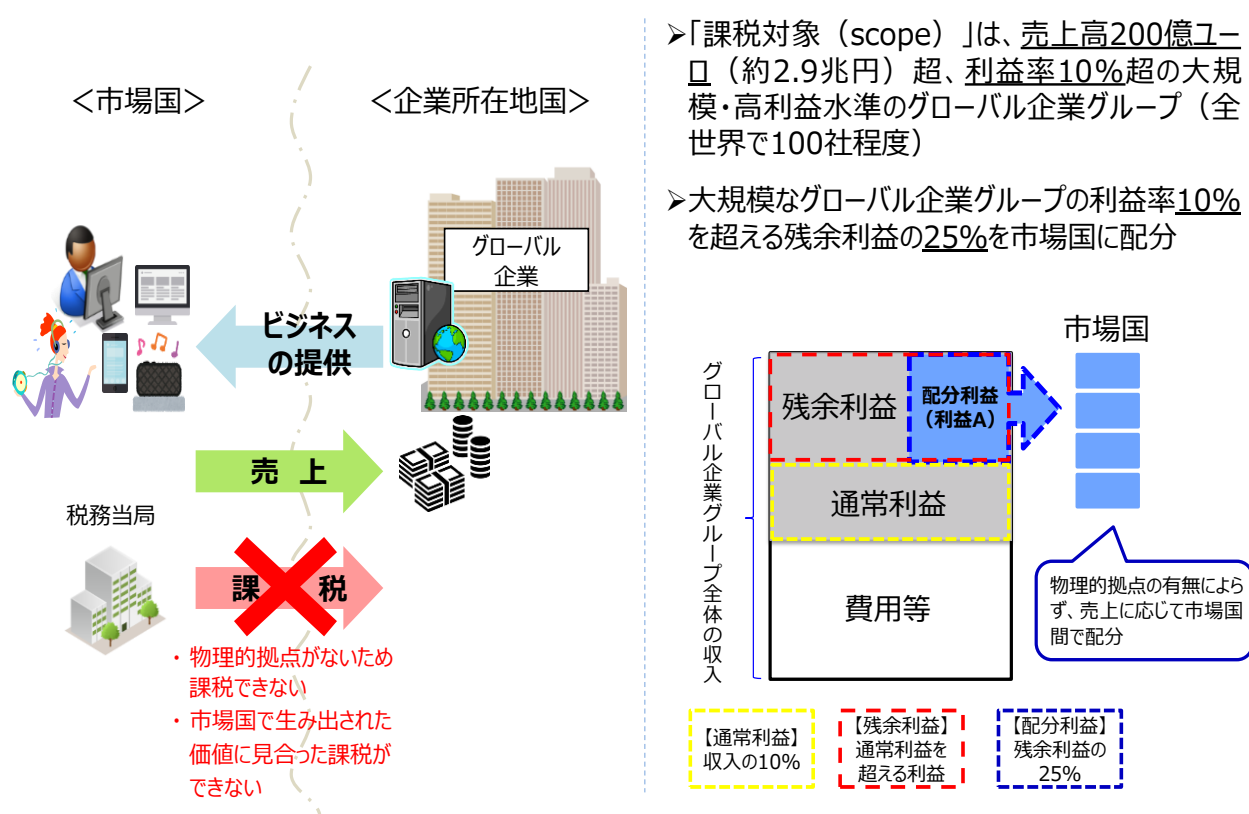 ＜市場国＞
＜企業所在地国＞
グローバル
企業
ビジネス
の提供
売 上
税務当局
課 税
・ 物理的拠点がないため
課税できない
・ 市場国で生み出された
価値に見合った課税が
できない
➢「課税対象（scope）」は、売上高200億ユー
ロ（約2.9兆円）超、利益率10%超の大規
模・高利益水準のグローバル企業グループ（全
世界で100社程度）
➢大規模なグローバル企業グループの利益率10%
を超える残余利益の25%を市場国に配分
市場国
グローバル企業グループ全体の収入
残余利益
配分利益
（利益A）
通常利益
費用等
物理的拠点の有無によら
ず、売上に応じて市場国
間で配分
【通常利益】
収入の10%
【残余利益】
通常利益を
超える利益
【配分利益】
残余利益の
25%